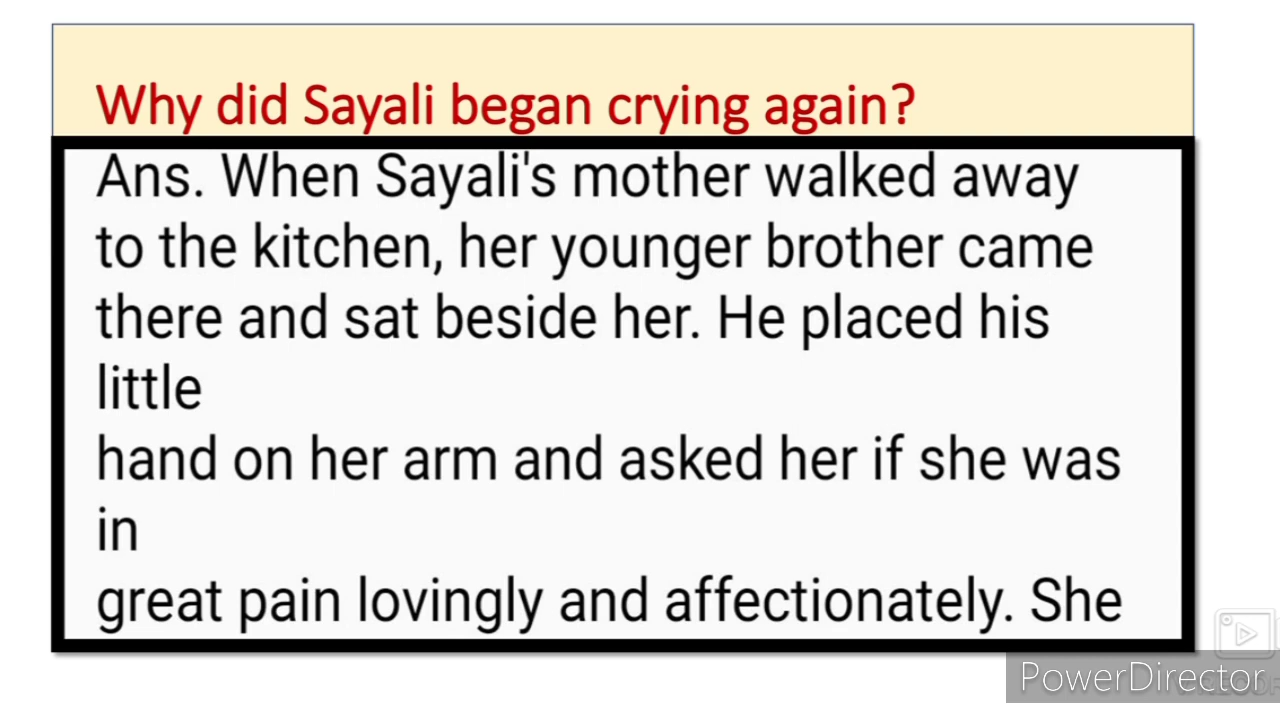 Why did Sayali began crying again?
Ans. When Sayali's mother walked away
to the kitchen, her younger brother came
there and sat beside her. He placed his
little
hand on her arm and asked her if she was
in
great pain lovingly and affectionately. She
PowerDirector